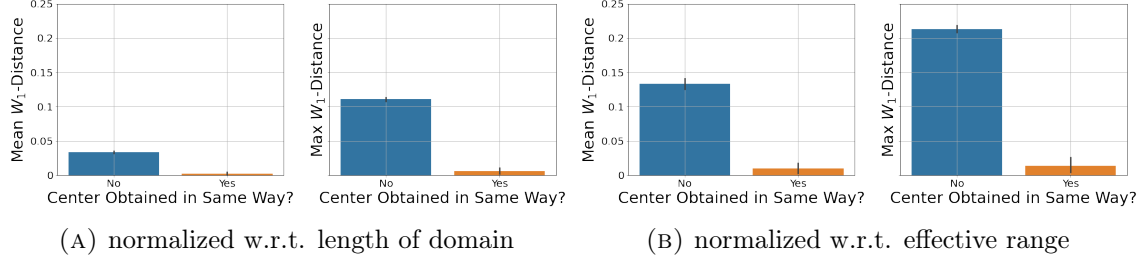 0.25
0.2
0.15
0.1
0.05
0
Mean W₁-Distance
No Yes
Center Obtained in Same Way?
Max W₁-Distance
No Yes
Center Obtained in Same Way?
(A) normalized w.r.t. length of domain
0.25
0.2
0.15
0.1
0.05
0
Mean W₁-Distance
No Yes
Center Obtained in Same Way?
Max W₁-Distance
No Yes
Center Obtained in Same Way?
(B) normalized w.r.t. effective range